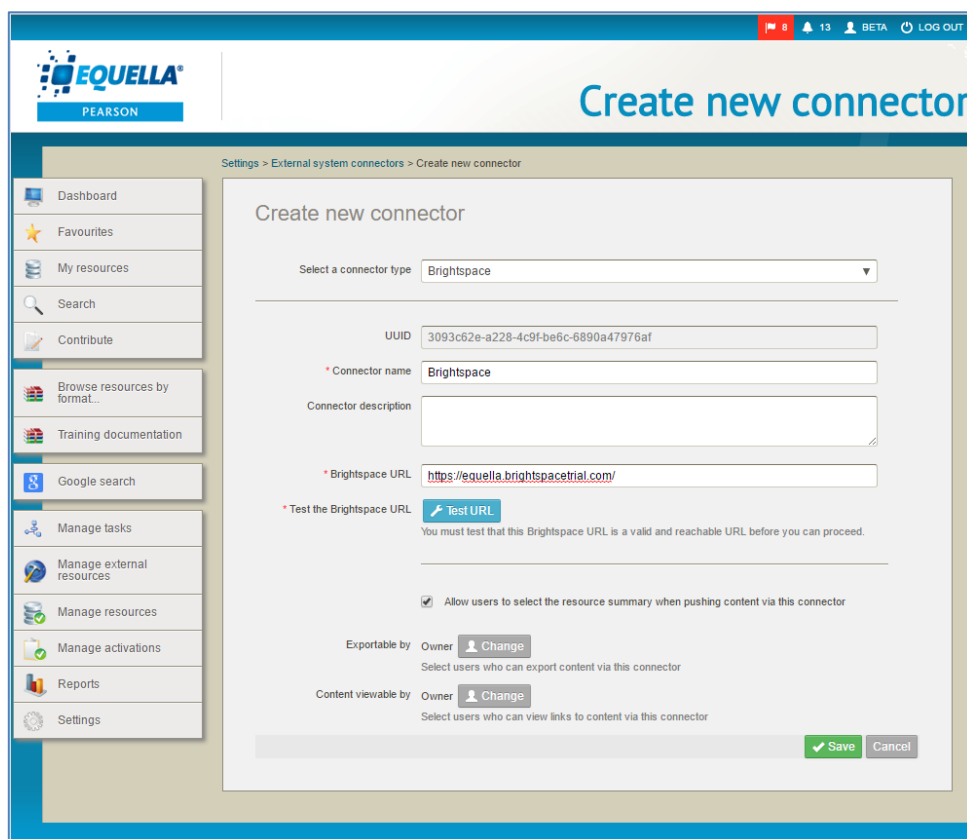 8 13 BETA LOG OUT
EQUELLA®
PEARSON
Create new connector
Settings > External system connectors > Create new connector
Dashboard
Favourites
My resources
Search
Contribute
Browse resources by
format...
Training documentation
Google search
Manage tasks
Manage external
resources
Manage resources
Manage activations
Reports
Settings
Create new connector
Select a connector type Brightspace
UUID 3093c62e-a228-4c9f-be6c-6890a47976af
* Connector name Brightspace
Connector description
* Brightspace URL https://equella.brightspacetrial.com/
* Test the Brightspace URL Test URL
You must test that this Brightspace URL is a valid and reachable URL before you can proceed.
Allow users to select the resource summary when pushing content via this connector
Exportable by Owner Change
Select users who can export content via this connector
Content viewable by Owner Change
Select users who can view links to content via this connector
Save Cancel